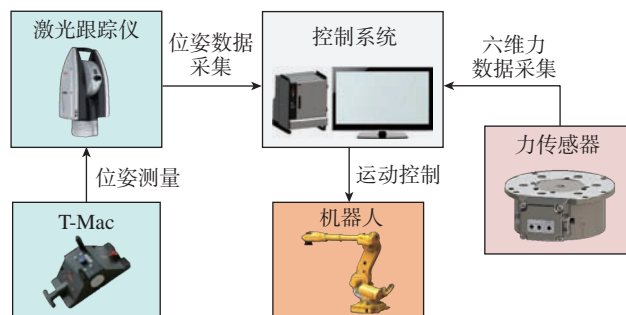 激光跟踪仪
位姿数据
采集
控制系统
六维力
数据采集
位姿测量
运动控制
力传感器
T-Mac
机器人